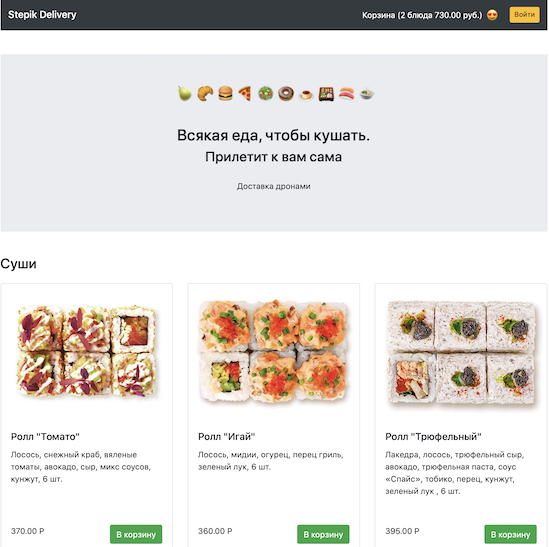 Stepik Delivery
Корзина (2 блюда 730.00 руб.) 😍
Войти
Всякая еда, чтобы кушать.
Прилетит к вам сама
Доставка дронами
Суши
Ролл "Томато"
Лосось, снежный краб, вяленые
томаты, авокадо, сыр, микс соусов,
кунжут, 6 шт.
370.00 Р
В корзину
Ролл "Игай"
Лосось, мидии, огурец, перец гриль,
зеленый лук, 6 шт.
360.00 Р
В корзину
Ролл "Трюфельный"
Лакедра, лосось, трюфельный сыр,
авокадо, трюфельная паста, соус
«Спайс», тобико, перец, кунжут,
зеленый лук , 6 шт.
395.00 Р
В корзину